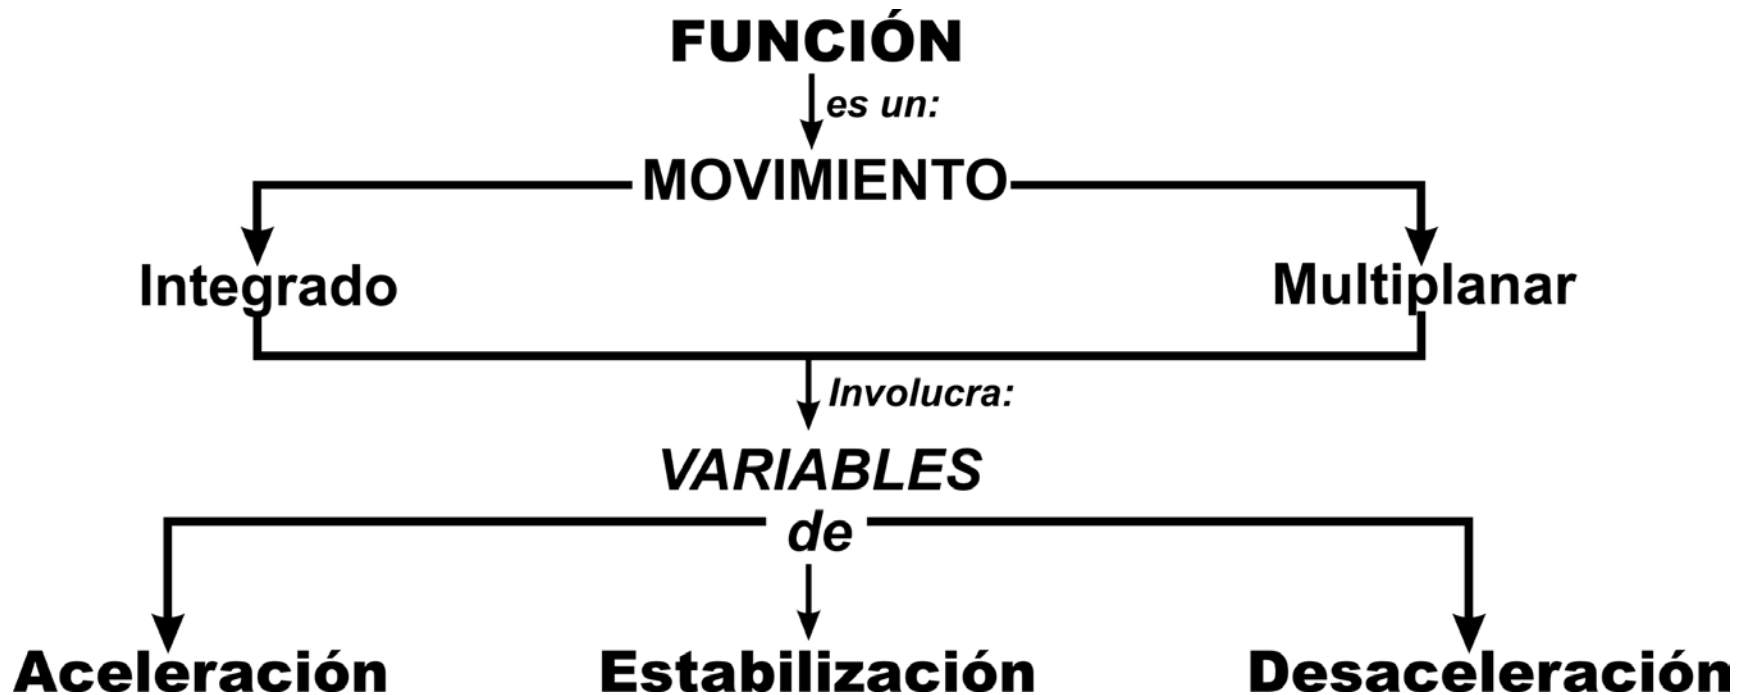 FUNCIÓN
es un:
MOVIMIENTO
Integrado
Multiplanar
Involucra:
VARIABLES
de
Aceleración
Estabilización
Desaceleración